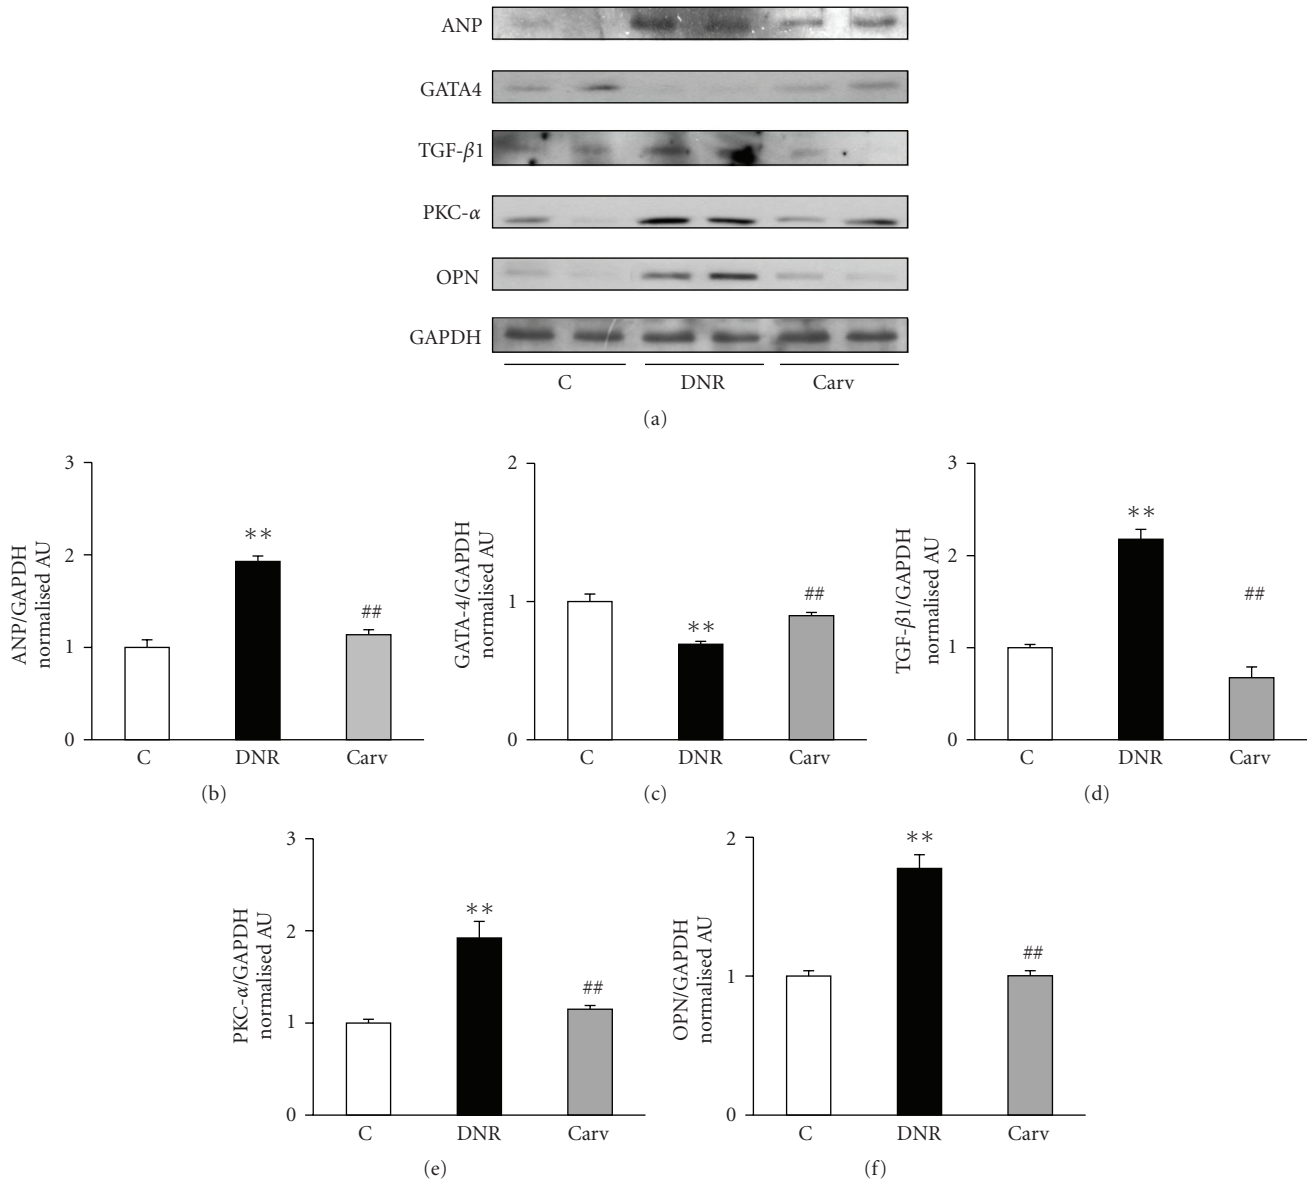 ANP
GATA4
TGF-β1
PKC-α
OPN
GAPDH
C DNR Carv
(a)
ANP/GAPDH
normalised AU
3
2
1
0
**
##
C DNR Carv
(b)
GATA-4/GAPDH
normalised AU
2
1
0
**
##
C DNR Carv
(c)
TGF-β1/GAPDH
normalised AU
3
2
1
0
**
##
C DNR Carv
(d)
PKC-α/GAPDH
normalised AU
3
2
1
0
**
##
C DNR Carv
(e)
OPN/GAPDH
normalised AU
2
1
0
**
##
C DNR Carv
(f)